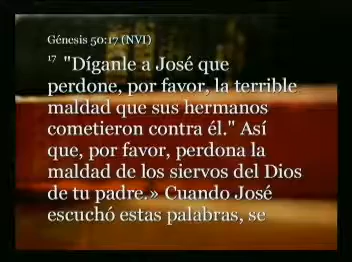 Génesis 50:17 (NVI)
17 "Díganle a José que
perdone, por favor, la terrible
maldad que sus hermanos
cometieron contra él." Así
que, por favor, perdona la
maldad de los siervos del Dios
de tu padre.» Cuando José
escuchó estas palabras, se